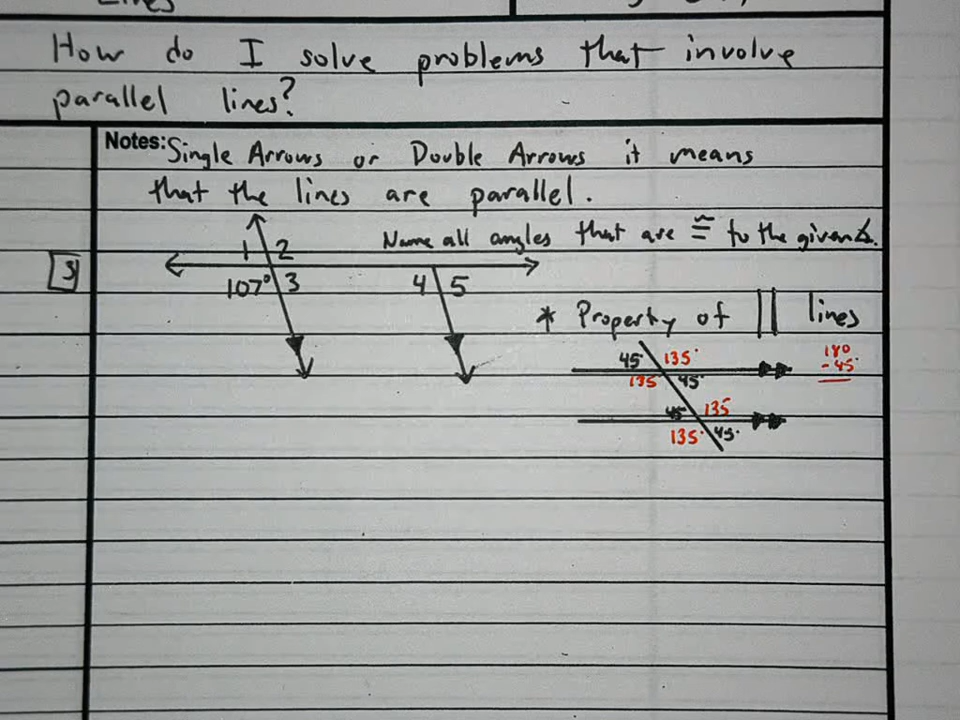 Lines
How do I solve problems that involve
parallel lines?
Notes: Single Arrows or Double Arrows it means
that the lines are parallel.
Name all angles that are ≅ to the given ∡.
3
1 2
107° 3 4 5
* Property of || lines
45° 135°
135 45°
45° 135
135° 45°
180
-45°